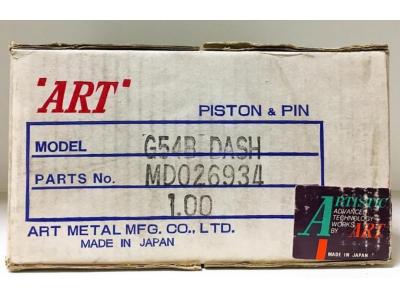 "ART"
PISTON & PIN
MODEL G54B DASH
PARTS No. MD026934
1.00
ART METAL MFG. CO., LTD.
MADE IN JAPAN
ARTISTIC
ADVANCED
TECHNOLOGY
WORKS
BY ART
MADE IN JAPAN